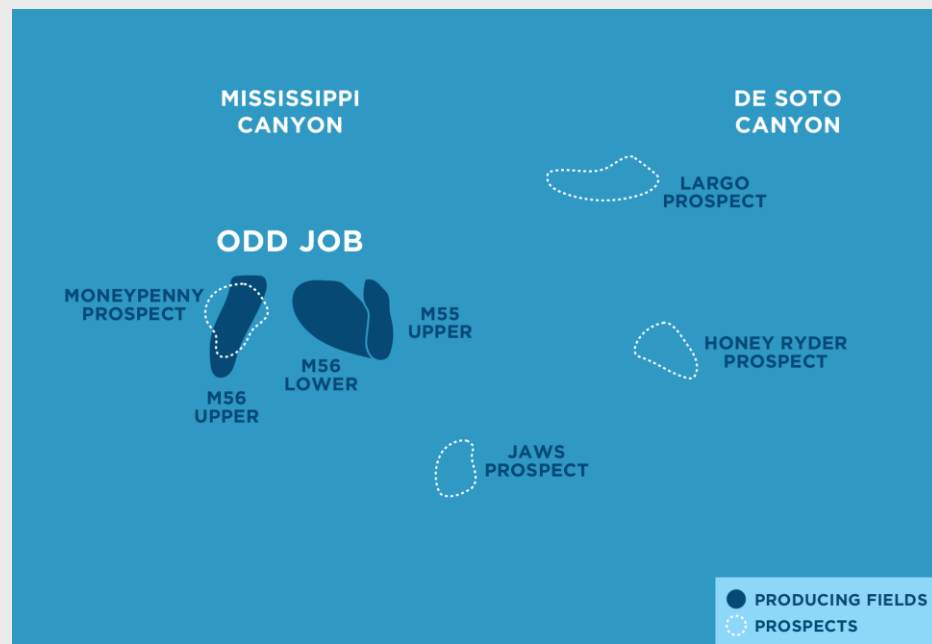 MISSISSIPPI
CANYON
DE SOTO
CANYON
LARGO
PROSPECT
ODD JOB
MONEYPENNY
PROSPECT
M55
UPPER
HONEY RYDER
PROSPECT
M56
LOWER
M56
UPPER
JAWS
PROSPECT
PRODUCING FIELDS
PROSPECTS